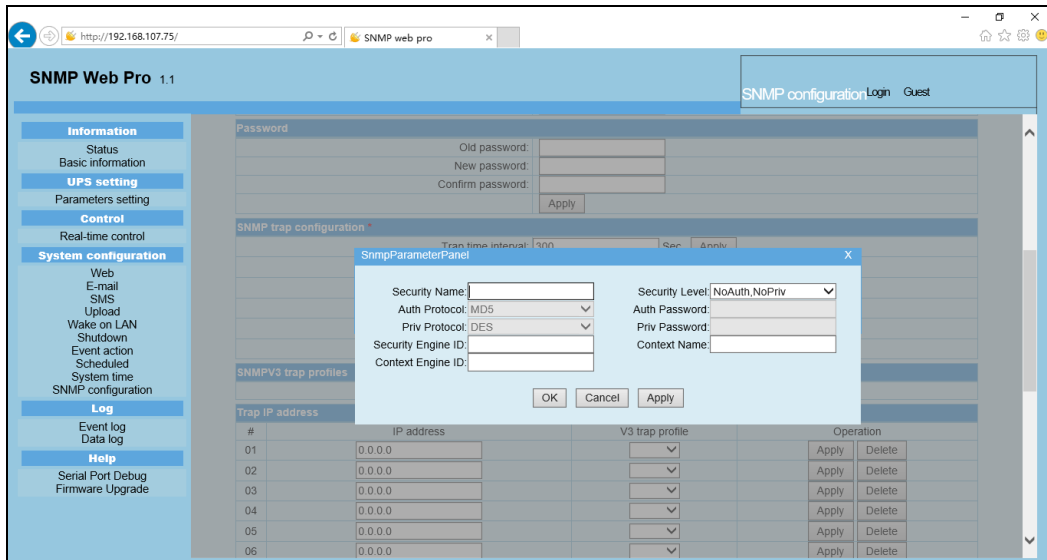 http://192.168.107.75/
SNMP web pro
SNMP Web Pro 1.1
SNMP configuration Login Guest
Information
Status
Basic information
UPS setting
Parameters setting
Control
Real-time control
System configuration
Web
E-mail
SMS
Upload
Wake on LAN
Shutdown
Event action
Scheduled
System time
SNMP configuration
Log
Event log
Data log
Help
Serial Port Debug
Firmware Upgrade
Password
Old password:
New password:
Confirm password:
Apply
SNMP trap configuration *
Trap time interval: 300 Sec Apply
SnmpParameterPanel X
Security Name: Security Level: NoAuth,NoPriv
Auth Protocol: MD5 Auth Password:
Priv Protocol: DES Priv Password:
Security Engine ID: Context Name:
Context Engine ID:
OK Cancel Apply
SNMPV3 trap profiles
Trap IP address
# IP address V3 trap profile Operation
01 0.0.0.0 Apply Delete
02 0.0.0.0 Apply Delete
03 0.0.0.0 Apply Delete
04 0.0.0.0 Apply Delete
05 0.0.0.0 Apply Delete
06 0.0.0.0 Apply Delete